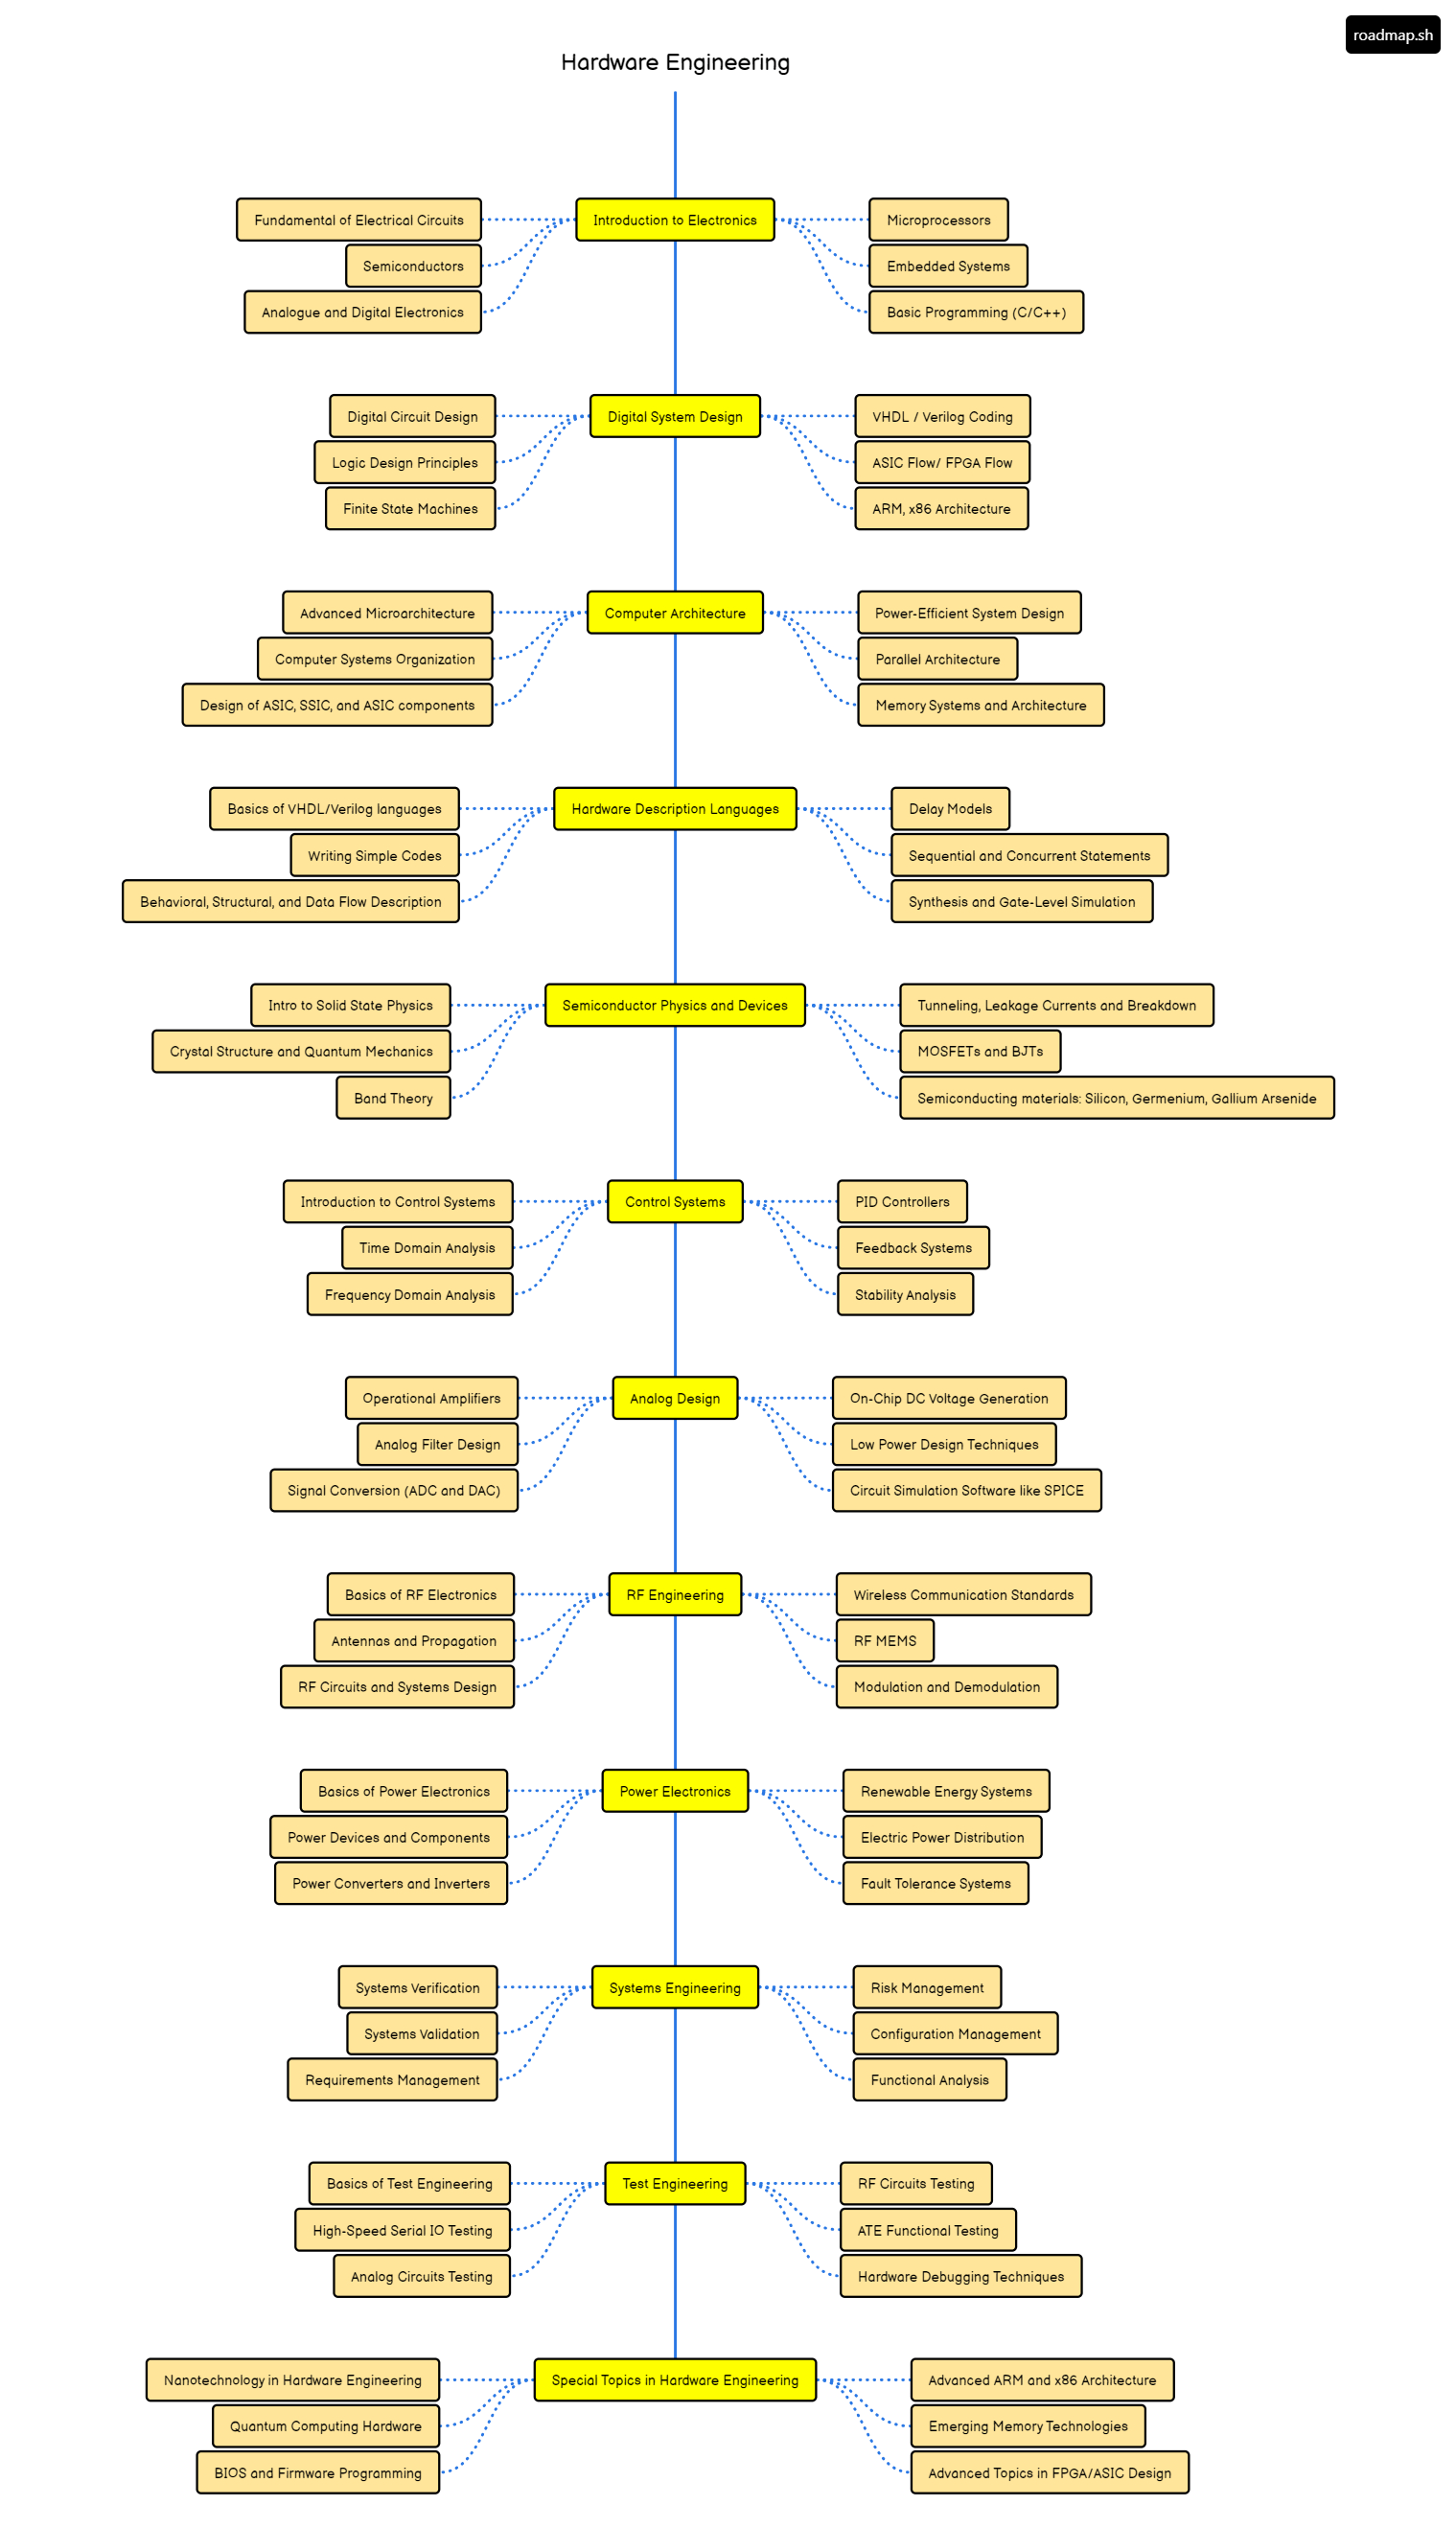 roadmap.sh
Hardware Engineering
Introduction to Electronics
Fundamental of Electrical Circuits
Semiconductors
Analogue and Digital Electronics
Microprocessors
Embedded Systems
Basic Programming (C/C++)
Digital System Design
Digital Circuit Design
Logic Design Principles
Finite State Machines
VHDL / Verilog Coding
ASIC Flow/ FPGA Flow
ARM, x86 Architecture
Computer Architecture
Advanced Microarchitecture
Computer Systems Organization
Design of ASIC, SSIC, and ASIC components
Power-Efficient System Design
Parallel Architecture
Memory Systems and Architecture
Hardware Description Languages
Basics of VHDL/Verilog languages
Writing Simple Codes
Behavioral, Structural, and Data Flow Description
Delay Models
Sequential and Concurrent Statements
Synthesis and Gate-Level Simulation
Semiconductor Physics and Devices
Intro to Solid State Physics
Crystal Structure and Quantum Mechanics
Band Theory
Tunneling, Leakage Currents and Breakdown
MOSFETs and BJTs
Semiconducting materials: Silicon, Germenium, Gallium Arsenide
Control Systems
Introduction to Control Systems
Time Domain Analysis
Frequency Domain Analysis
PID Controllers
Feedback Systems
Stability Analysis
Analog Design
Operational Amplifiers
Analog Filter Design
Signal Conversion (ADC and DAC)
On-Chip DC Voltage Generation
Low Power Design Techniques
Circuit Simulation Software like SPICE
RF Engineering
Basics of RF Electronics
Antennas and Propagation
RF Circuits and Systems Design
Wireless Communication Standards
RF MEMS
Modulation and Demodulation
Power Electronics
Basics of Power Electronics
Power Devices and Components
Power Converters and Inverters
Renewable Energy Systems
Electric Power Distribution
Fault Tolerance Systems
Systems Engineering
Systems Verification
Systems Validation
Requirements Management
Risk Management
Configuration Management
Functional Analysis
Test Engineering
Basics of Test Engineering
High-Speed Serial IO Testing
Analog Circuits Testing
RF Circuits Testing
ATE Functional Testing
Hardware Debugging Techniques
Special Topics in Hardware Engineering
Nanotechnology in Hardware Engineering
Quantum Computing Hardware
BIOS and Firmware Programming
Advanced ARM and x86 Architecture
Emerging Memory Technologies
Advanced Topics in FPGA/ASIC Design